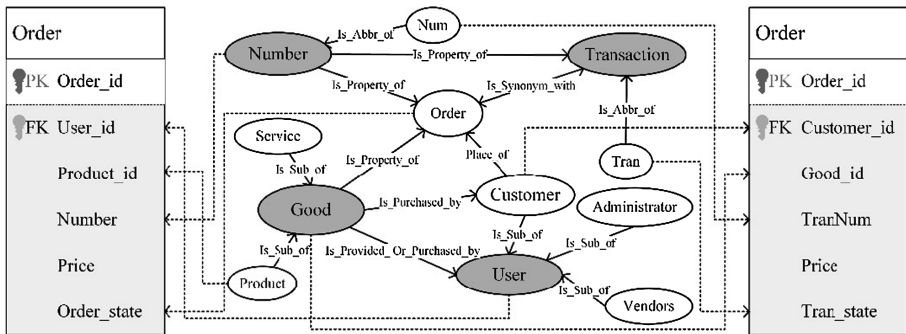 Order
PK Order_id
FK User_id
Product_id
Number
Price
Order_state
Num
Is_Abbr_of
Number
Is_Property_of
Transaction
Is_Property_of
Is_Synonym_with
Order
Is_Abbr_of
Service
Is_Property_of
Place_of
Tran
Is_Sub_of
Good
Is_Purchased_by
Customer
Administrator
Is_Sub_of
Is_Provided_Or_Purchased_by
Is_Sub_of
Is_Sub_of
Product
User
Is_Sub_of
Vendors
Order
PK Order_id
FK Customer_id
Good_id
TranNum
Price
Tran_state